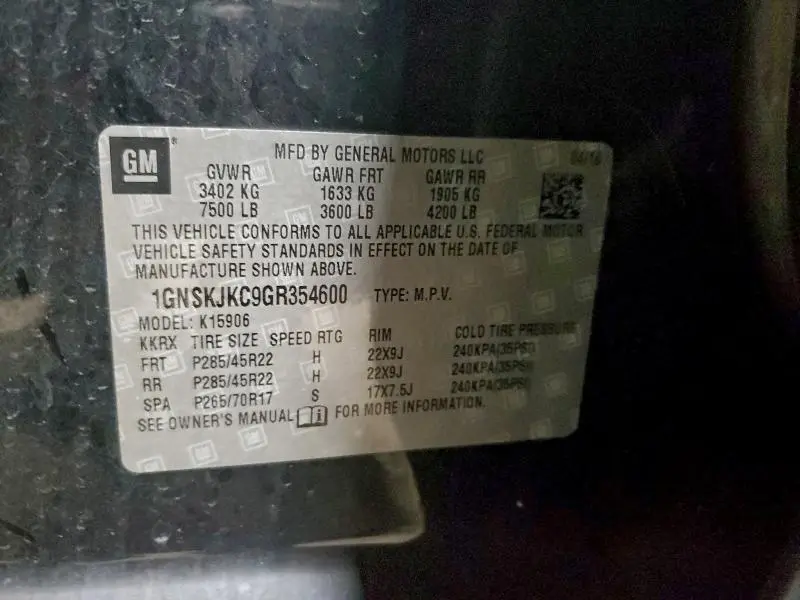 GM ® MFD BY GENERAL MOTORS LLC 04/16
GVWR GAWR FRT GAWR RR
3402 KG 1633 KG 1905 KG
7500 LB 3600 LB 4200 LB
THIS VEHICLE CONFORMS TO ALL APPLICABLE U.S. FEDERAL MOTOR
VEHICLE SAFETY STANDARDS IN EFFECT ON THE DATE OF
MANUFACTURE SHOWN ABOVE.
1GNSKJKC9GR354600 TYPE: M.P.V.
MODEL: K15906
KKRX TIRE SIZE SPEED RTG RIM COLD TIRE PRESSURE
FRT P285/45R22 H 22X9J 240KPA(35PSI)
RR P285/45R22 H 22X9J 240KPA(35PSI)
SPA P265/70R17 S 17X7.5J 240KPA(35PSI)
SEE OWNER'S MANUAL i FOR MORE INFORMATION.